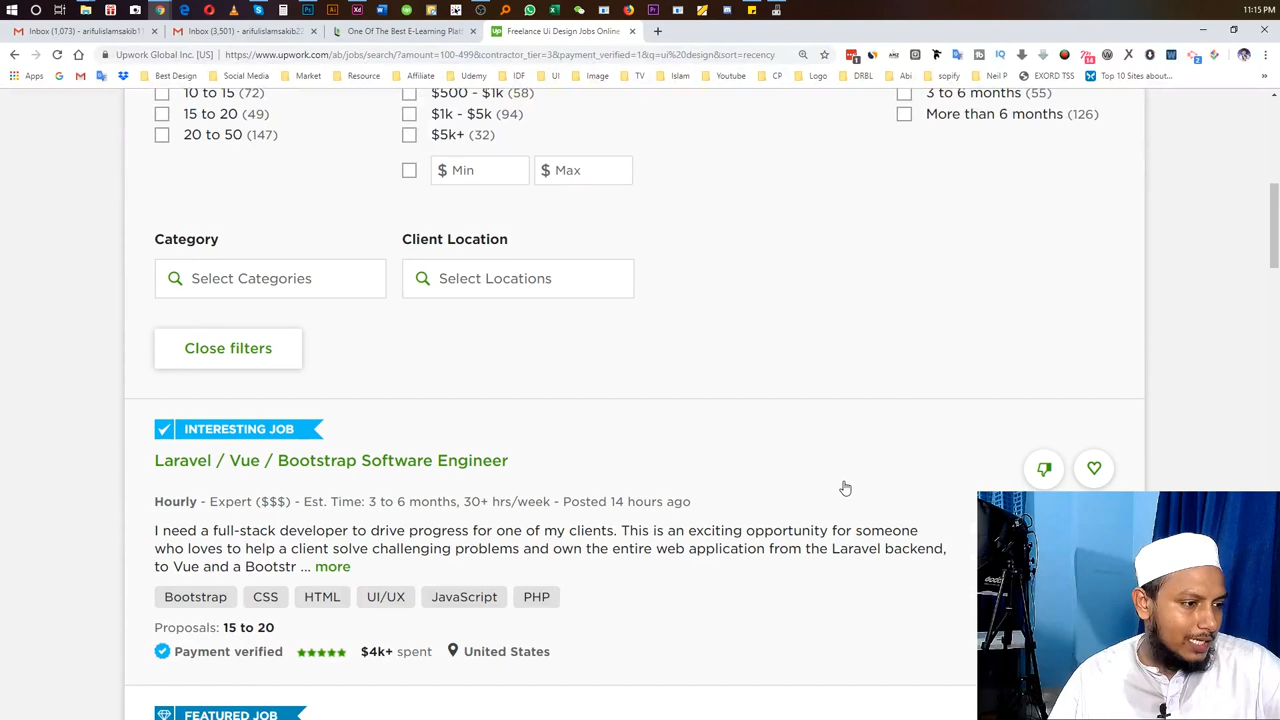 11:15 PM
Inbox (1,073) - arifulislamsakib11
Inbox (3,501) - arifulislamsakib22
One Of The Best E-Learning Platf
Freelance Ui Design Jobs Online
Upwork Global Inc. [US] https://www.upwork.com/ab/jobs/search/?amount=100-499&contractor_tier=3&payment_verified=1&q=ui%20design&sort=recency
Apps Best Design Social Media Market Resource Affiliate Udemy IDF UI Image TV Islam Youtube CP Logo DRBL Abi sopify Neil P EXORD TSS Top 10 Sites about...
10 to 15 (72) $500 - $1k (58) 3 to 6 months (55)
15 to 20 (49) $1k - $5k (94) More than 6 months (126)
20 to 50 (147) $5k+ (32)
$ Min $ Max
Category Client Location
Select Categories Select Locations
Close filters
INTERESTING JOB
Laravel / Vue / Bootstrap Software Engineer
Hourly - Expert ($$$) - Est. Time: 3 to 6 months, 30+ hrs/week - Posted 14 hours ago
I need a full-stack developer to drive progress for one of my clients. This is an exciting opportunity for someone
who loves to help a client solve challenging problems and own the entire web application from the Laravel backend,
to Vue and a Bootstr ... more
Bootstrap CSS HTML UI/UX JavaScript PHP
Proposals: 15 to 20
Payment verified $4k+ spent United States
FEATURED JOB